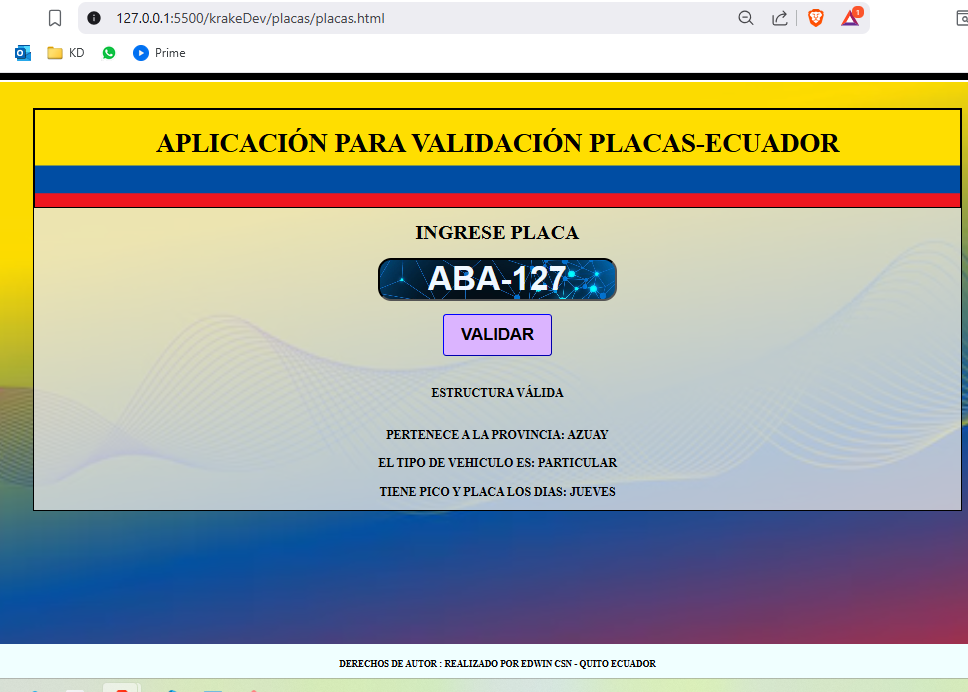 127.0.0.1:5500/krakeDev/placas/placas.html
1
KD
Prime
APLICACIÓN PARA VALIDACIÓN PLACAS-ECUADOR
INGRESE PLACA
ABA-127
VALIDAR
ESTRUCTURA VÁLIDA
PERTENECE A LA PROVINCIA: AZUAY
EL TIPO DE VEHICULO ES: PARTICULAR
TIENE PICO Y PLACA LOS DIAS: JUEVES
DERECHOS DE AUTOR : REALIZADO POR EDWIN CSN - QUITO ECUADOR